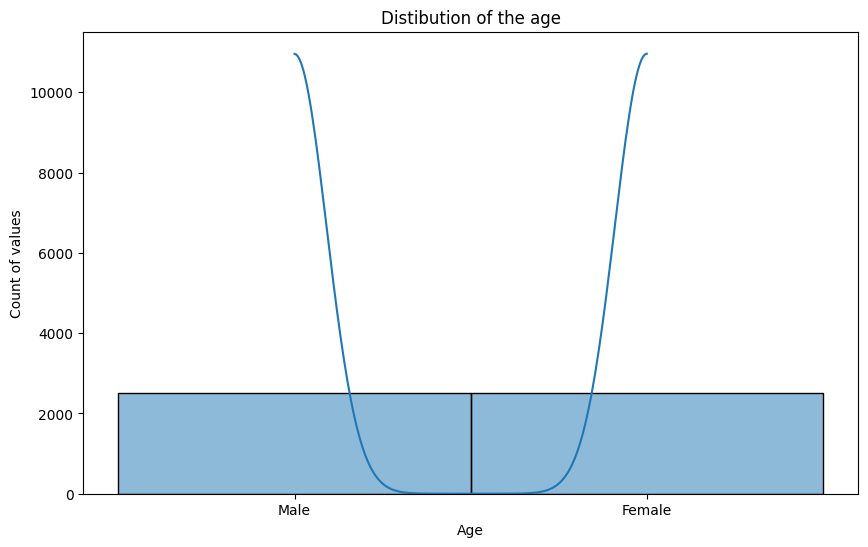 Distibution of the age
Count of values
10000
8000
6000
4000
2000
0
Male
Female
Age